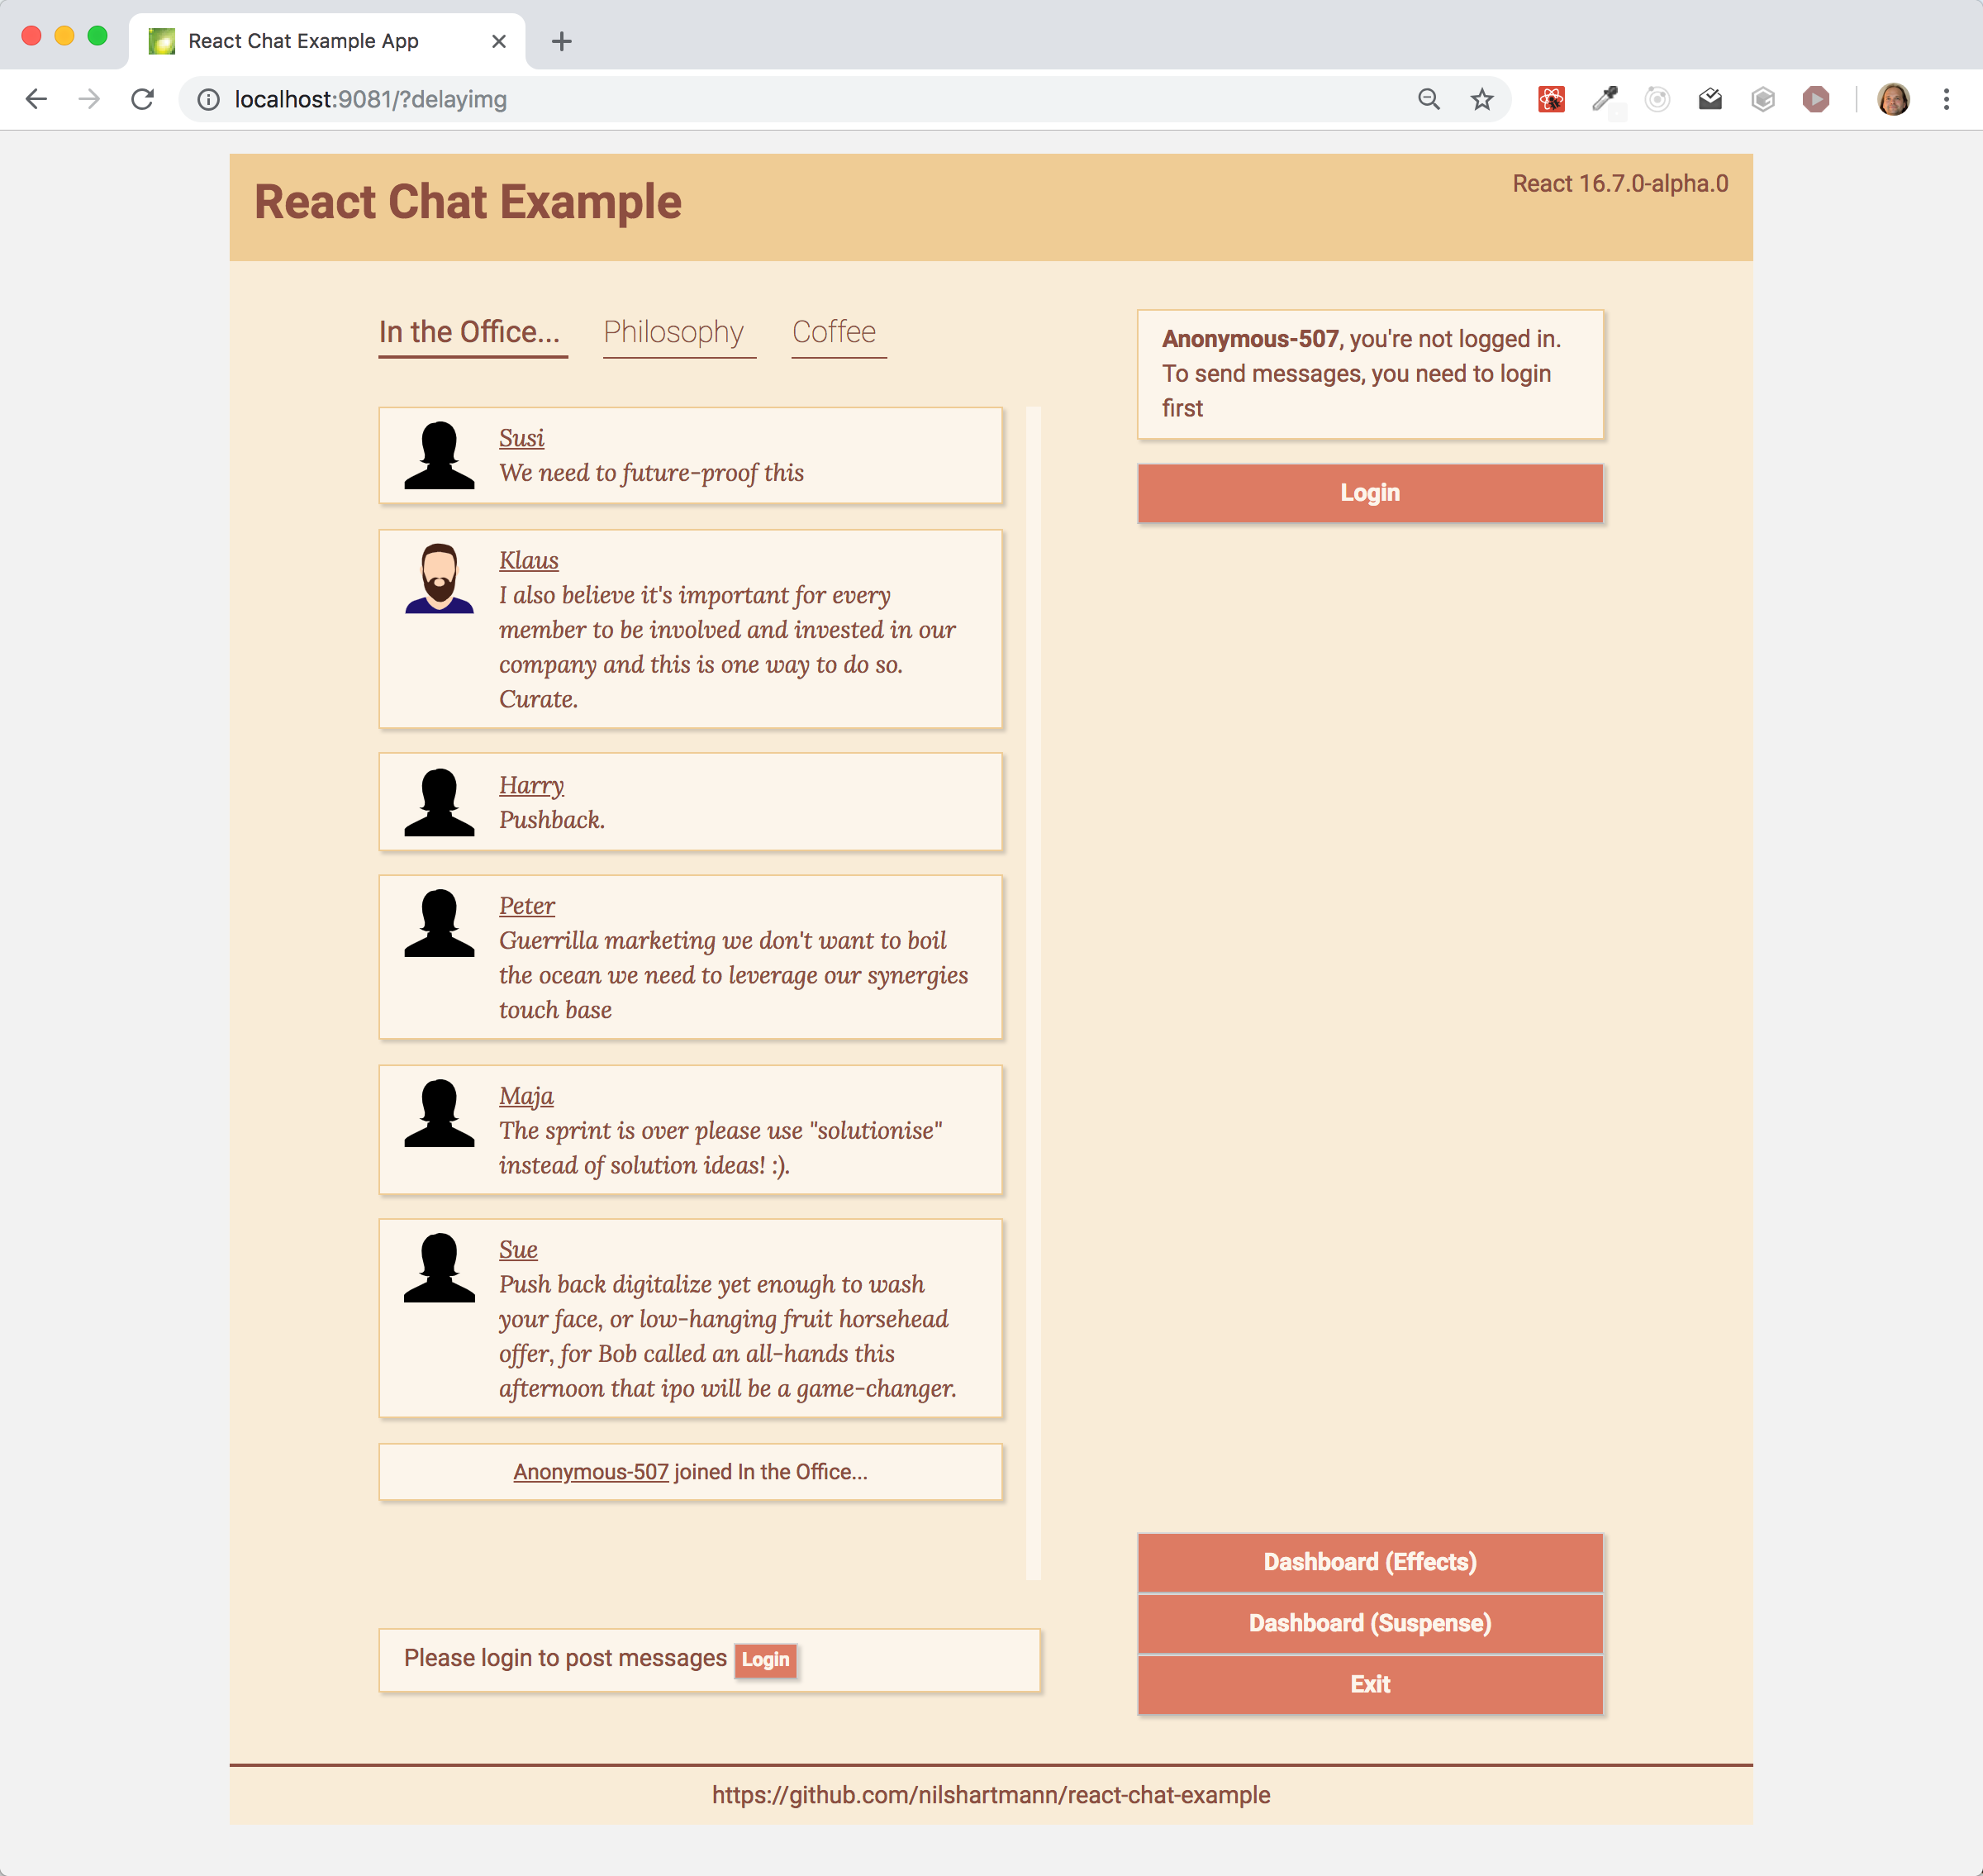 React Chat Example App
localhost:9081/?delayimg
React Chat Example
React 16.7.0-alpha.0
In the Office...
Philosophy
Coffee
Susi
We need to future-proof this
Klaus
I also believe it's important for every
member to be involved and invested in our
company and this is one way to do so.
Curate.
Harry
Pushback.
Peter
Guerrilla marketing we don't want to boil
the ocean we need to leverage our synergies
touch base
Maja
The sprint is over please use "solutionise"
instead of solution ideas! :).
Sue
Push back digitalize yet enough to wash
your face, or low-hanging fruit horsehead
offer, for Bob called an all-hands this
afternoon that ipo will be a game-changer.
Anonymous-507 joined In the Office...
Please login to post messages Login
Anonymous-507, you're not logged in.
To send messages, you need to login
first
Login
Dashboard (Effects)
Dashboard (Suspense)
Exit
https://github.com/nilshartmann/react-chat-example